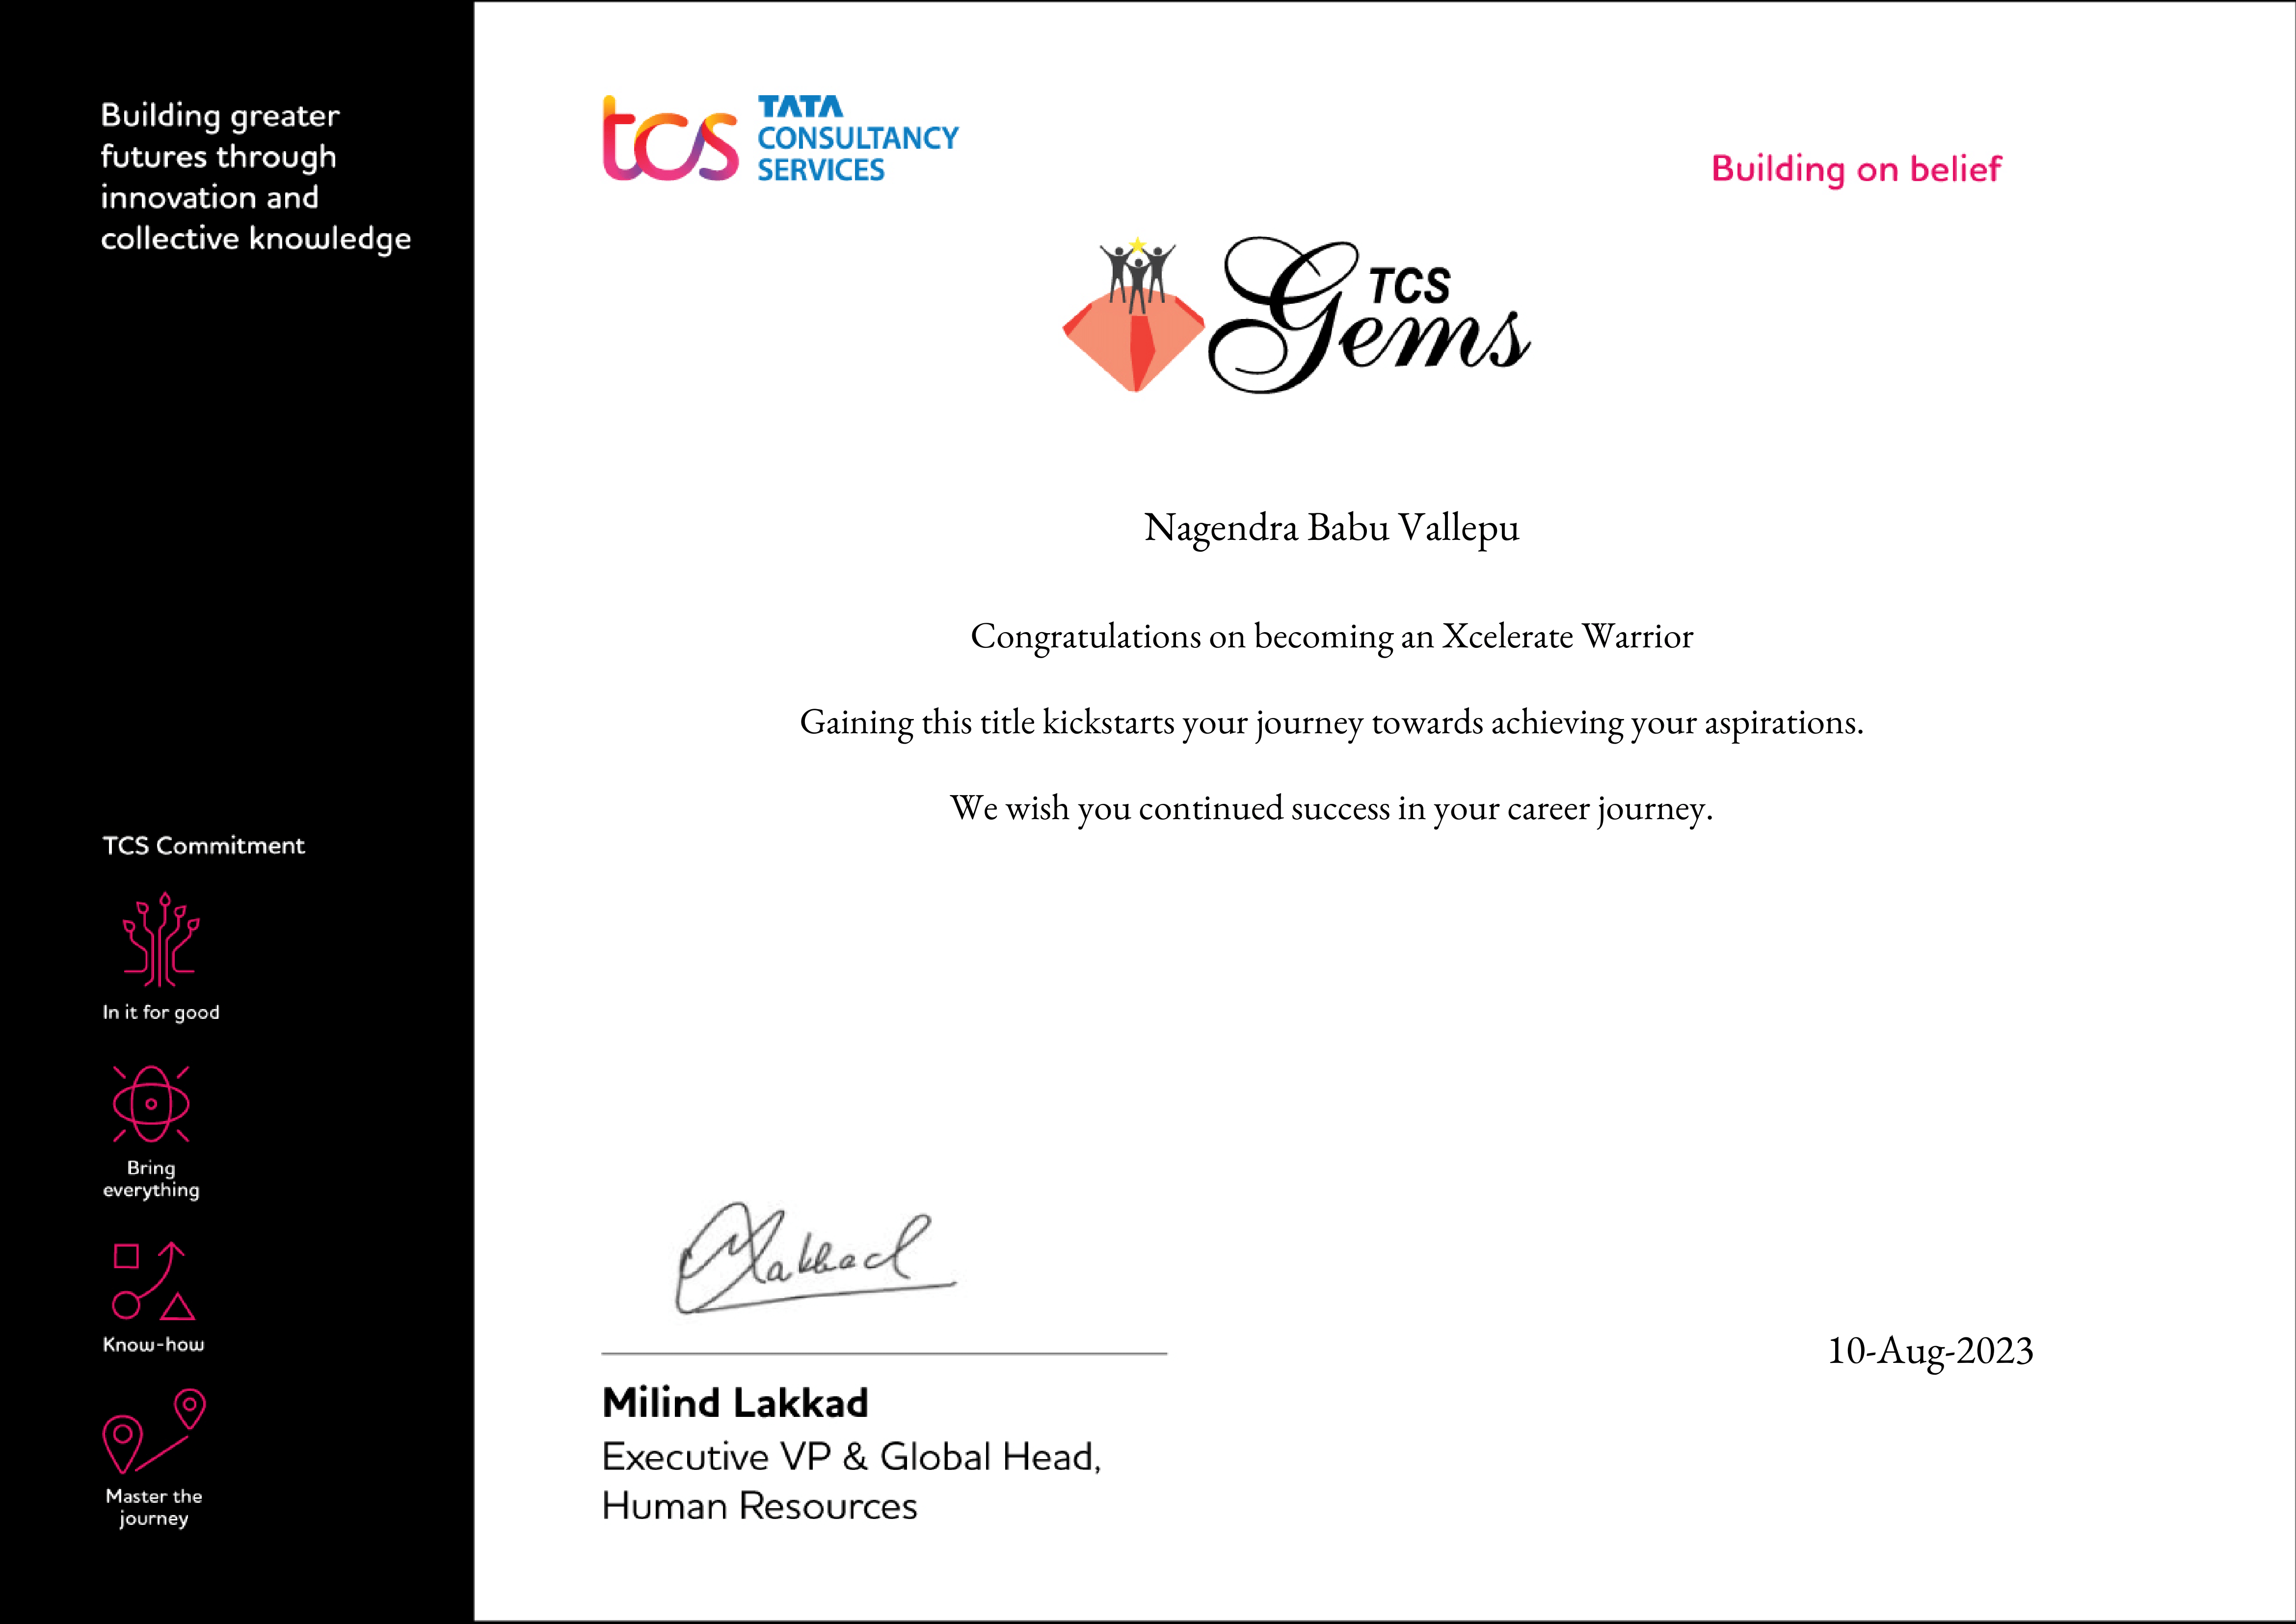 Building greater
futures through
innovation and
collective knowledge
TCS Commitment
In it for good
Bring
everything
Know-how
Master the
journey
tcs
TATA
CONSULTANCY
SERVICES
Building on belief
TCS
Gems
Nagendra Babu Vallepu
Congratulations on becoming an Xcelerate Warrior
Gaining this title kickstarts your journey towards achieving your aspirations.
We wish you continued success in your career journey.
MLakkad
Milind Lakkad
Executive VP & Global Head,
Human Resources
10-Aug-2023